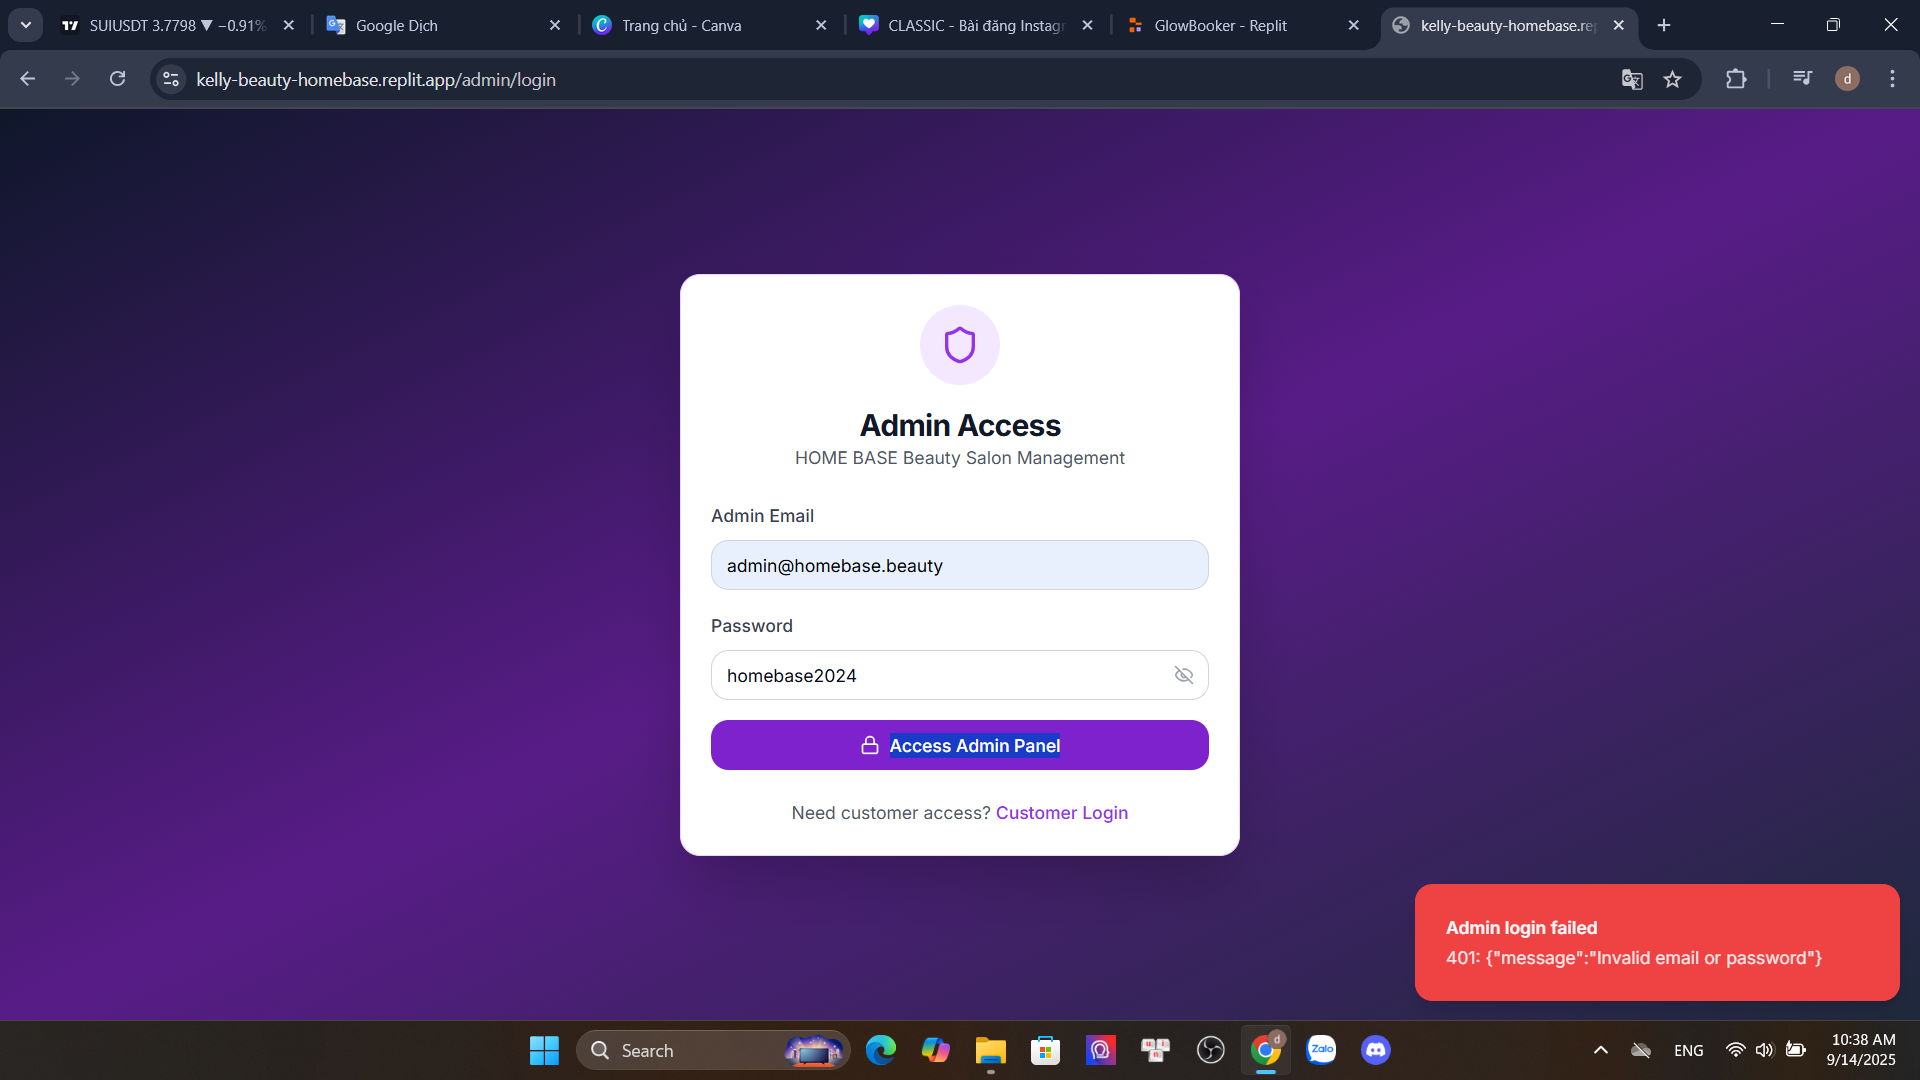 SUIUSDT 3.7798 ▼ −0.91%
Google Dịch
Trang chủ - Canva
CLASSIC - Bài đăng Instagr
GlowBooker - Replit
kelly-beauty-homebase.rep
kelly-beauty-homebase.replit.app/admin/login
d
Admin Access
HOME BASE Beauty Salon Management
Admin Email
admin@homebase.beauty
Password
homebase2024
Access Admin Panel
Need customer access? Customer Login
Admin login failed
401: {"message":"Invalid email or password"}
Search
d
Zalo
ENG
10:38 AM
9/14/2025